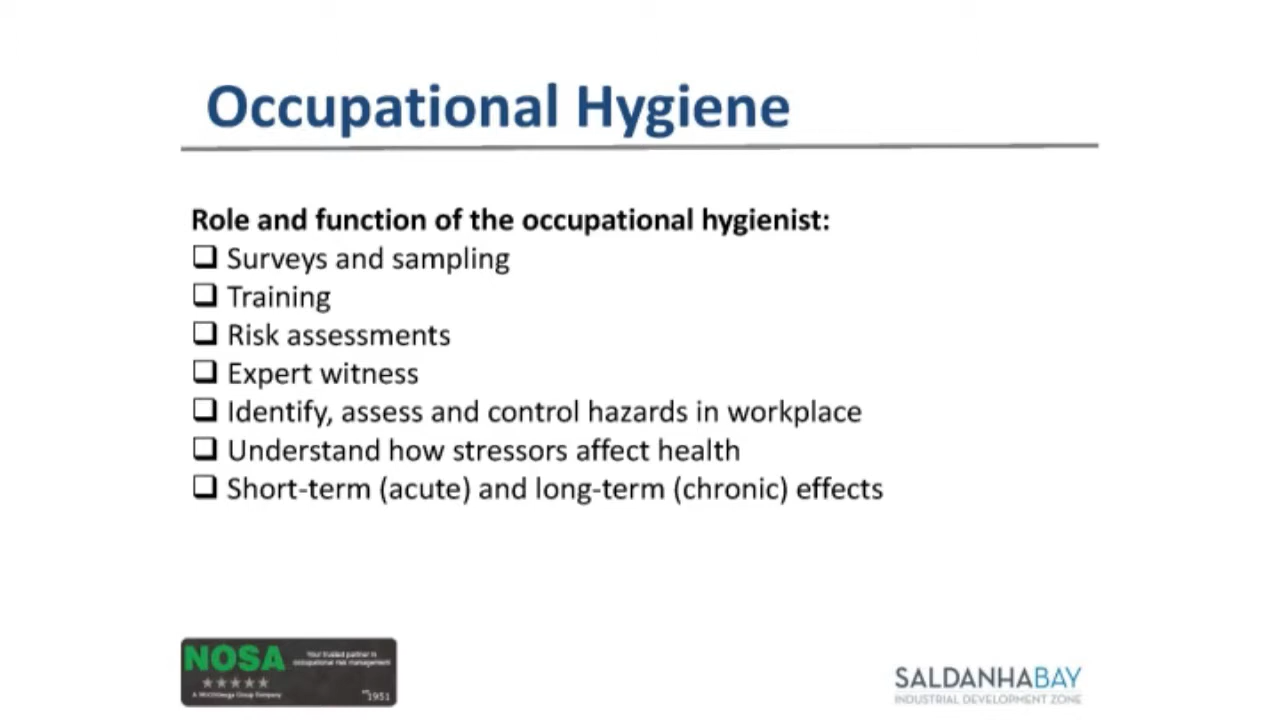 Occupational Hygiene
Role and function of the occupational hygienist:
Surveys and sampling
Training
Risk assessments
Expert witness
Identify, assess and control hazards in workplace
Understand how stressors affect health
Short-term (acute) and long-term (chronic) effects
NOSA
Your trusted partner in
occupational risk management
A MICROmega Group Company
1951
SALDANHABAY
INDUSTRIAL DEVELOPMENT ZONE